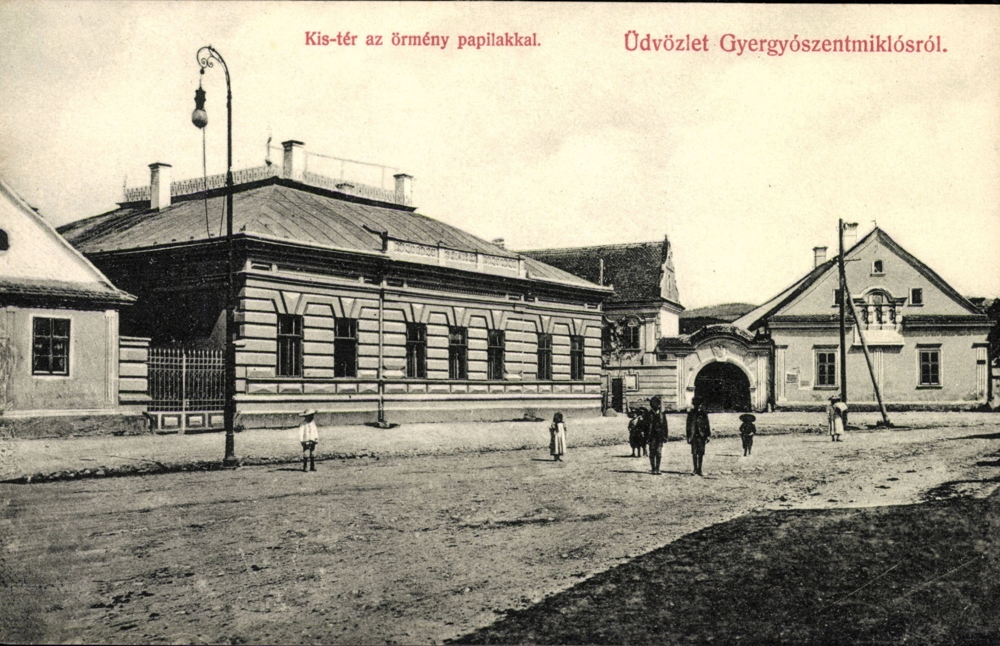 Kis-tér az örmény papilakkal.
Üdvözlet Gyergyószentmiklósról.